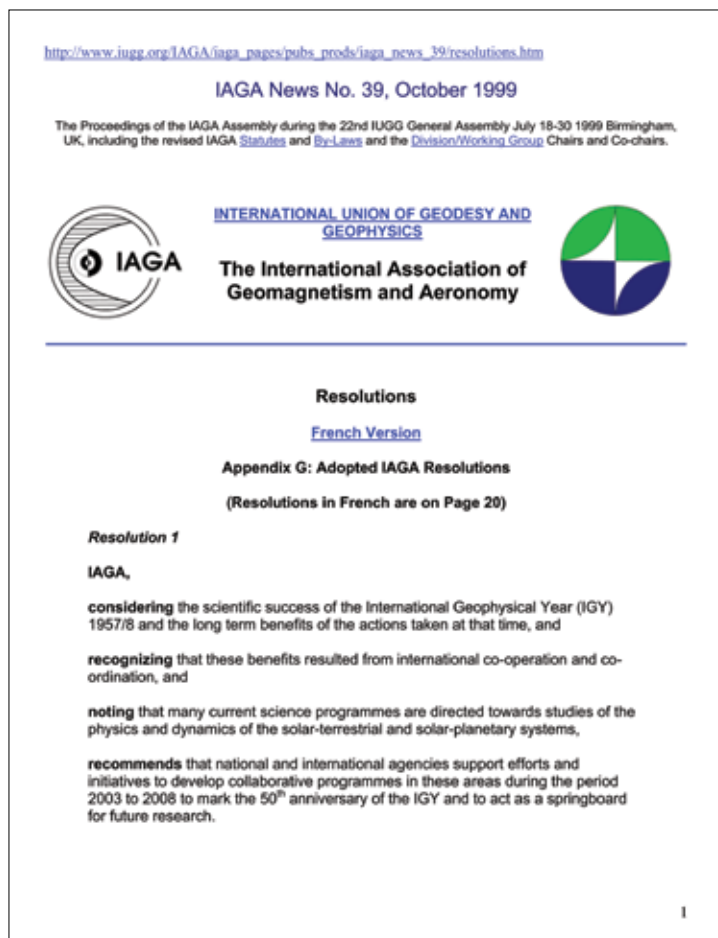 http://www.iugg.org/IAGA/iaga_pages/pubs_prods/iaga_news_39/resolutions.htm
IAGA News No. 39, October 1999
The Proceedings of the IAGA Assembly during the 22nd IUGG General Assembly July 18-30 1999 Birmingham,
UK, including the revised IAGA Statutes and By-Laws and the Division/Working Group Chairs and Co-chairs.
IAGA
INTERNATIONAL UNION OF GEODESY AND
GEOPHYSICS
The International Association of
Geomagnetism and Aeronomy
Resolutions
French Version
Appendix G: Adopted IAGA Resolutions
(Resolutions in French are on Page 20)
Resolution 1
IAGA,
considering the scientific success of the International Geophysical Year (IGY)
1957/8 and the long term benefits of the actions taken at that time, and
recognizing that these benefits resulted from international co-operation and co-
ordination, and
noting that many current science programmes are directed towards studies of the
physics and dynamics of the solar-terrestrial and solar-planetary systems,
recommends that national and international agencies support efforts and
initiatives to develop collaborative programmes in these areas during the period
2003 to 2008 to mark the 50th anniversary of the IGY and to act as a springboard
for future research.
1